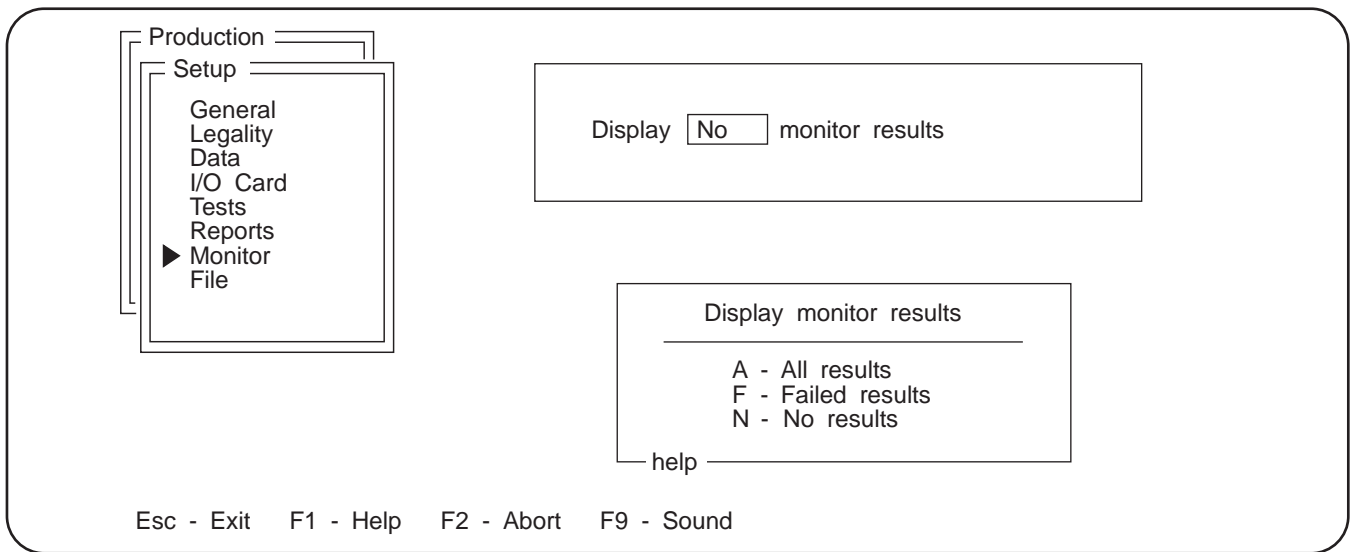 Production
Setup
General
Legality
Data
I/O Card
Tests
Reports
Monitor
File
Display No monitor results
Display monitor results
A - All results
F - Failed results
N - No results
help
Esc - Exit F1 - Help F2 - Abort F9 - Sound